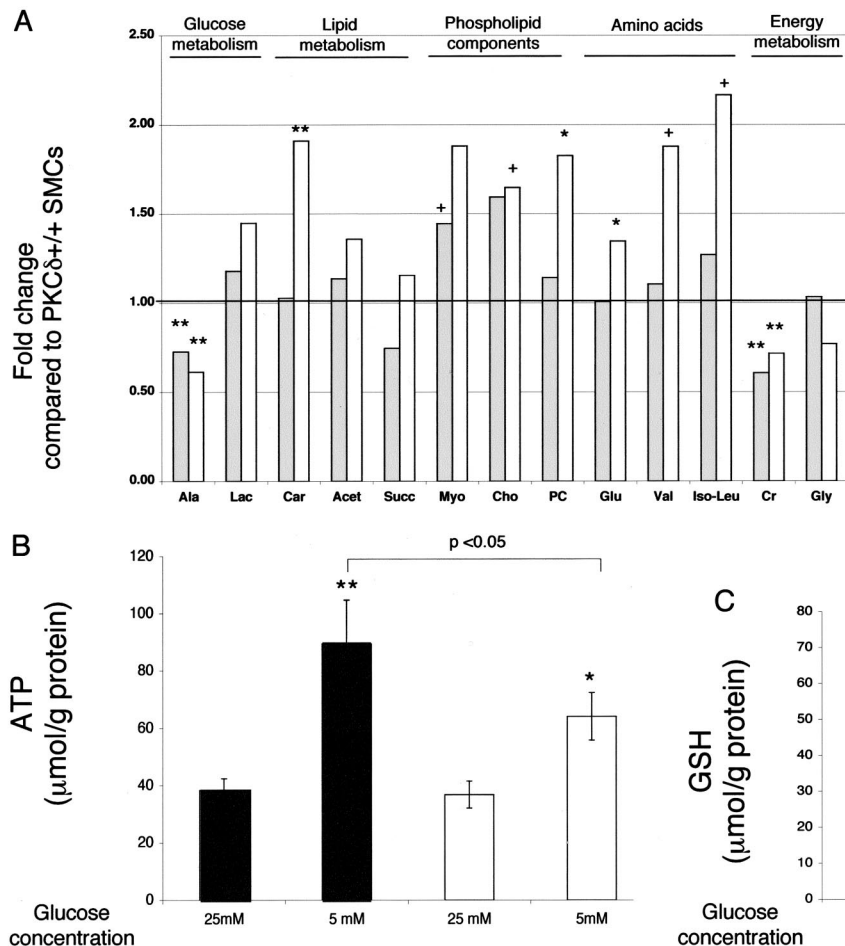 A
Glucose metabolism
Lipid metabolism
Phospholipid components
Amino acids
Energy metabolism
Fold change
compared to PKCδ+/+ SMCs
2.50
2.00
1.50
1.00
0.50
0.00
** ** ** + + * * + + ** **
Ala Lac Car Acet Succ Myo Cho PC Glu Val Iso-Leu Cr Gly
B
p <0.05
ATP
(μmol/g protein)
120
100
80
60
40
20
0
** *
Glucose concentration
25mM 5 mM 25 mM 5mM
C
GSH
(μmol/g protein)
80
70
60
50
40
30
20
10
0
Glucose concentration